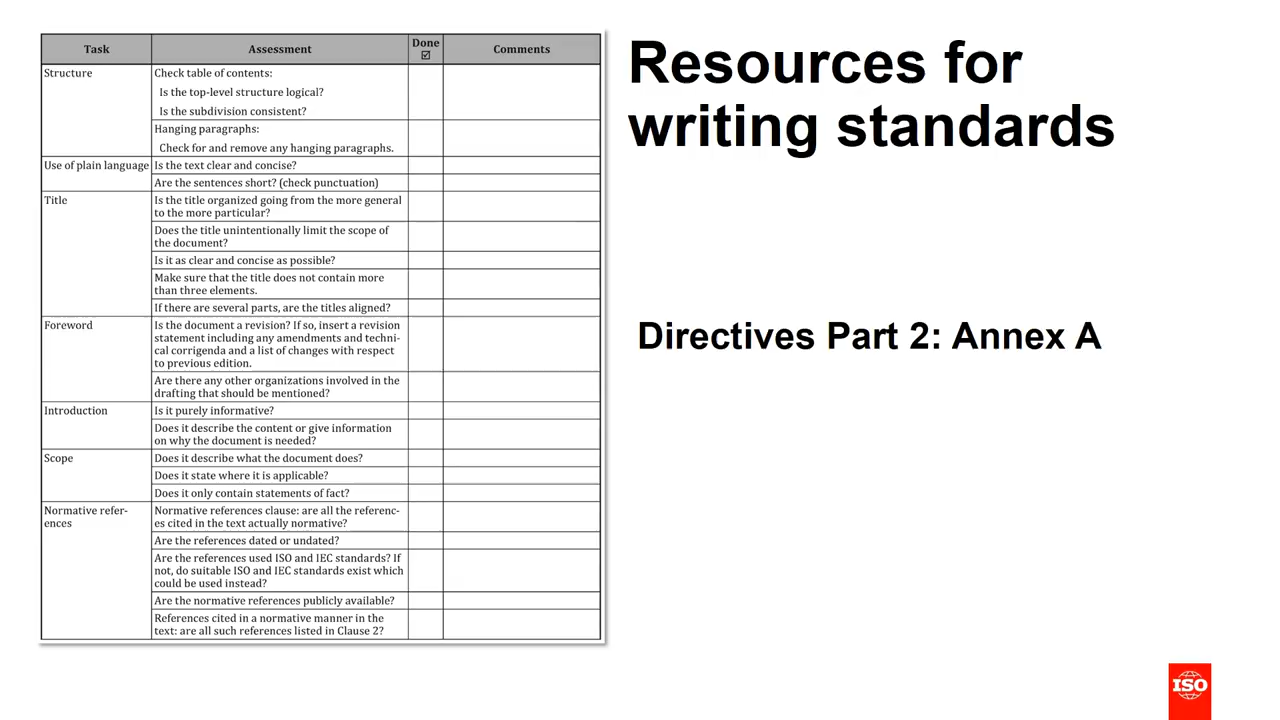 Task Assessment Done ☑ Comments
Structure Check table of contents:
Is the top-level structure logical?
Is the subdivision consistent?
Hanging paragraphs:
Check for and remove any hanging paragraphs.
Use of plain language Is the text clear and concise?
Are the sentences short? (check punctuation)
Title Is the title organized going from the more general
to the more particular?
Does the title unintentionally limit the scope of
the document?
Is it as clear and concise as possible?
Make sure that the title does not contain more
than three elements.
If there are several parts, are the titles aligned?
Foreword Is the document a revision? If so, insert a revision
statement including any amendments and techni-
cal corrigenda and a list of changes with respect
to previous edition.
Are there any other organizations involved in the
drafting that should be mentioned?
Introduction Is it purely informative?
Does it describe the content or give information
on why the document is needed?
Scope Does it describe what the document does?
Does it state where it is applicable?
Does it only contain statements of fact?
Normative refer- Normative references clause: are all the referenc-
ences es cited in the text actually normative?
Are the references dated or undated?
Are the references used ISO and IEC standards? If
not, do suitable ISO and IEC standards exist which
could be used instead?
Are the normative references publicly available?
References cited in a normative manner in the
text: are all such references listed in Clause 2?
Resources for
writing standards
Directives Part 2: Annex A
ISO